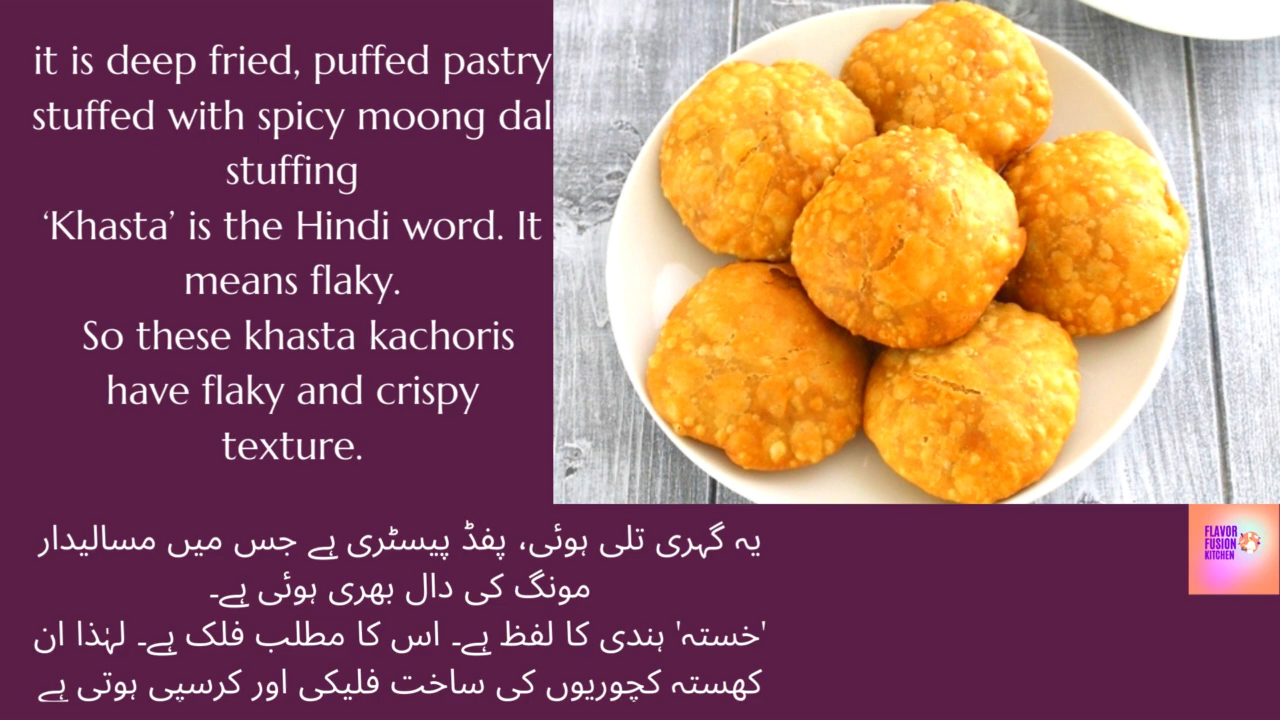 it is deep fried, puffed pastry
stuffed with spicy moong dal
stuffing
‘Khasta’ is the Hindi word. It
means flaky.
So these khasta kachoris
have flaky and crispy
texture.
یہ گہری تلی ہوئی، پفڈ پیسٹری ہے جس میں مسالیدار
مونگ کی دال بھری ہوئی ہے۔
'خستہ' ہندی کا لفظ ہے۔ اس کا مطلب فلک ہے۔ لہٰذا ان
کھستہ کچوریوں کی ساخت فلیکی اور کرسپی ہوتی ہے
FLAVOR
FUSION
KITCHEN